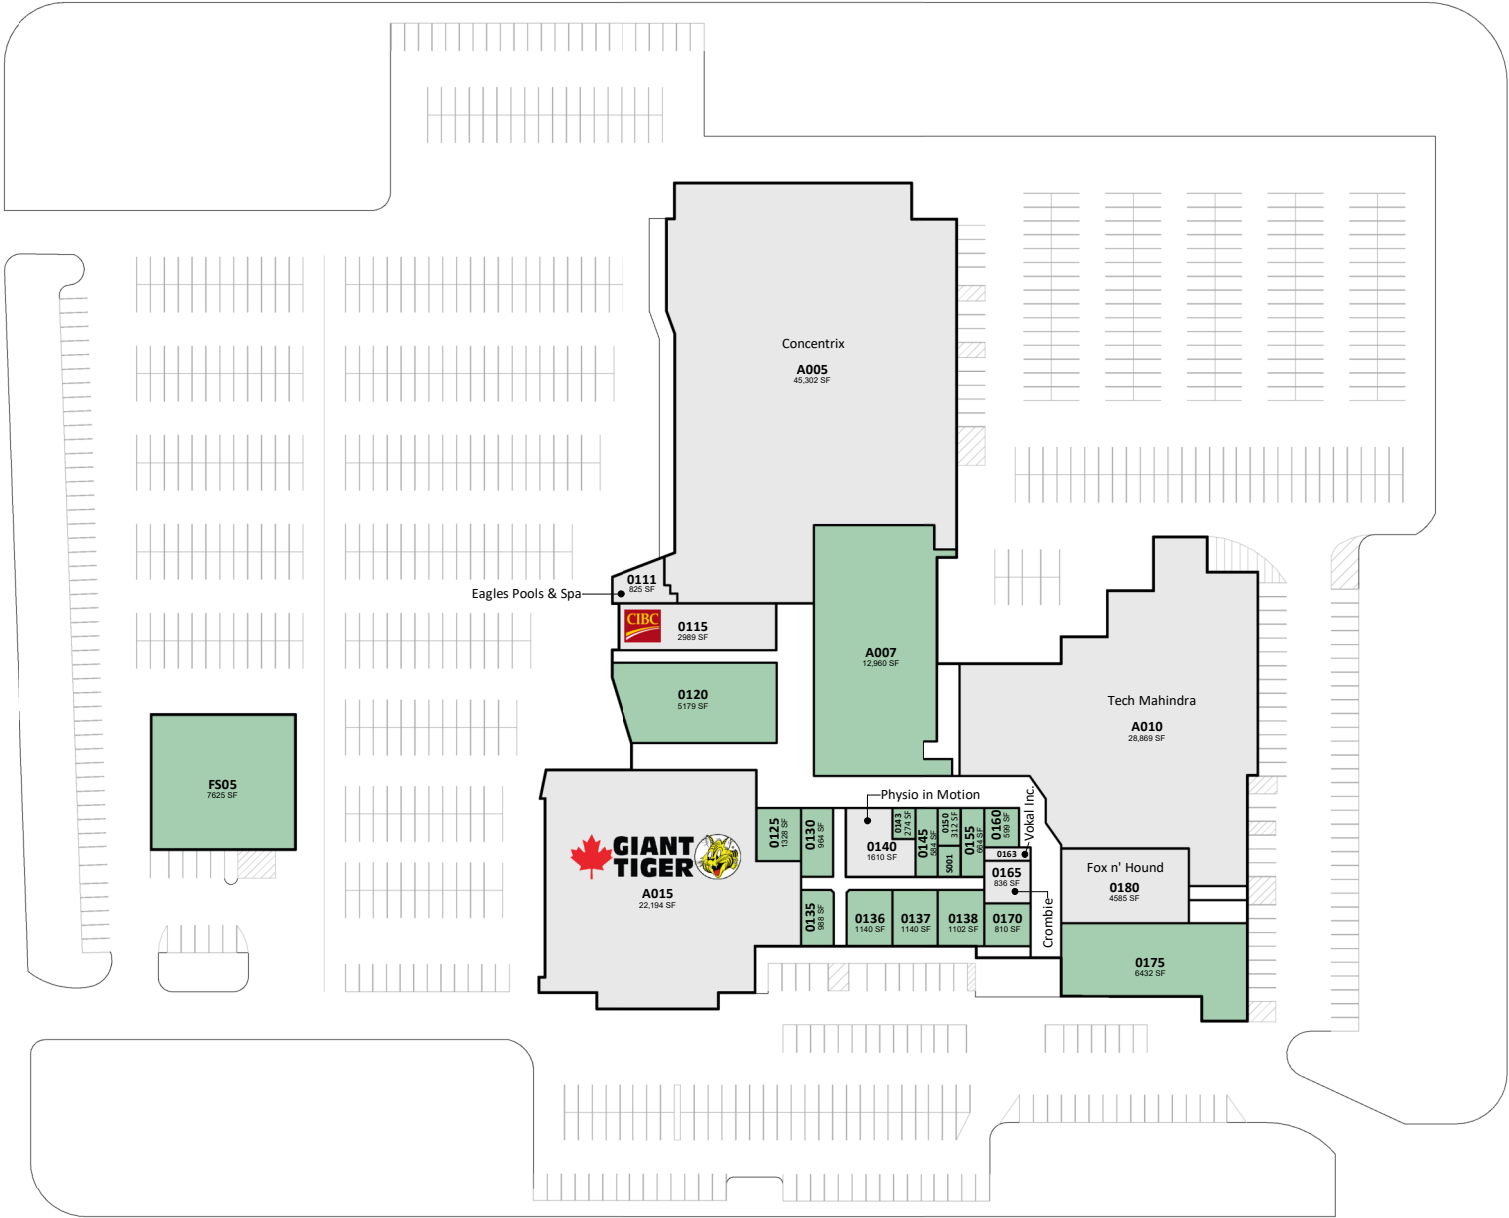 Concentrix
A005
45,302 SF
0111
825 SF
Eagles Pools & Spa
CIBC
0115
2989 SF
A007
12,960 SF
0120
5179 SF
Tech Mahindra
A010
28,869 SF
FS05
7625 SF
Physio in Motion
Vokal Inc.
GIANT
TIGER
A015
22,194 SF
0125
1328 SF
0130
964 SF
0140
1610 SF
0143
274 SF
0145
584 SF
0150
312 SF
S001
0155
664 SF
0160
599 SF
0163
0165
836 SF
Fox n' Hound
0180
4585 SF
0135
988 SF
0136
1140 SF
0137
1140 SF
0138
1102 SF
0170
810 SF
Crombie
0175
6432 SF